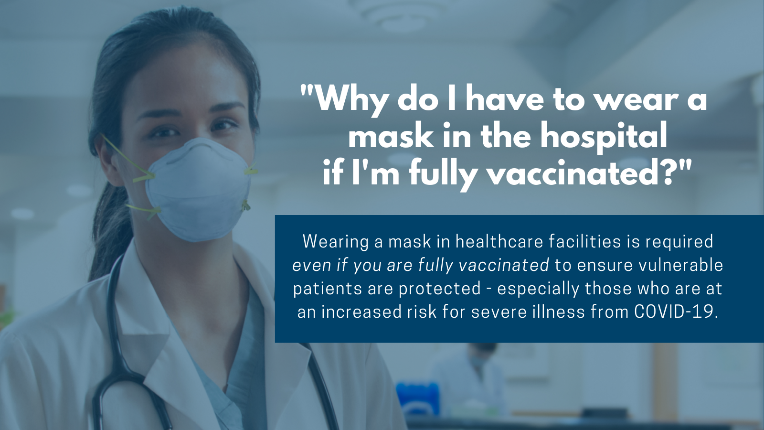 "Why do I have to wear a
mask in the hospital
if I'm fully vaccinated?"
Wearing a mask in healthcare facilities is required
even if you are fully vaccinated to ensure vulnerable
patients are protected - especially those who are at
an increased risk for severe illness from COVID-19.